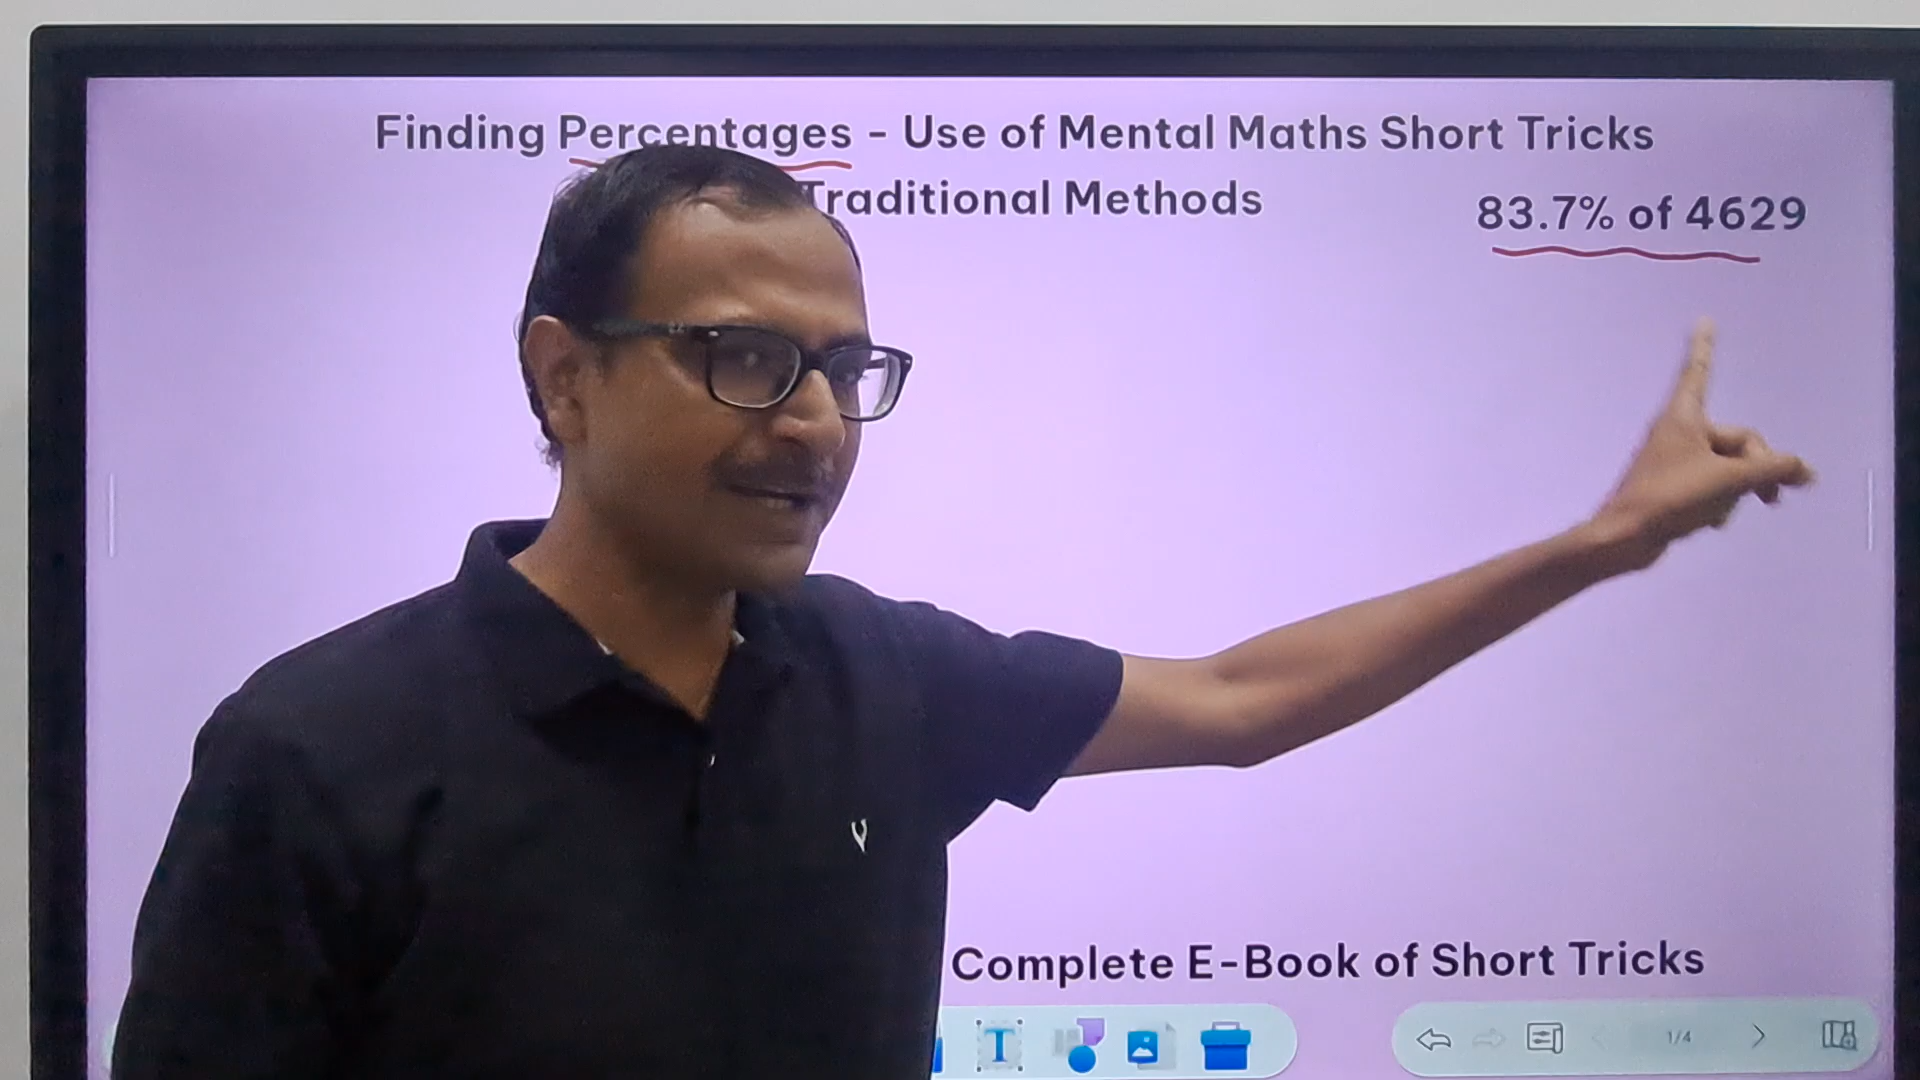 Finding Percentages - Use of Mental Maths Short Tricks
Traditional Methods
83.7% of 4629
Complete E-Book of Short Tricks
T
1/4